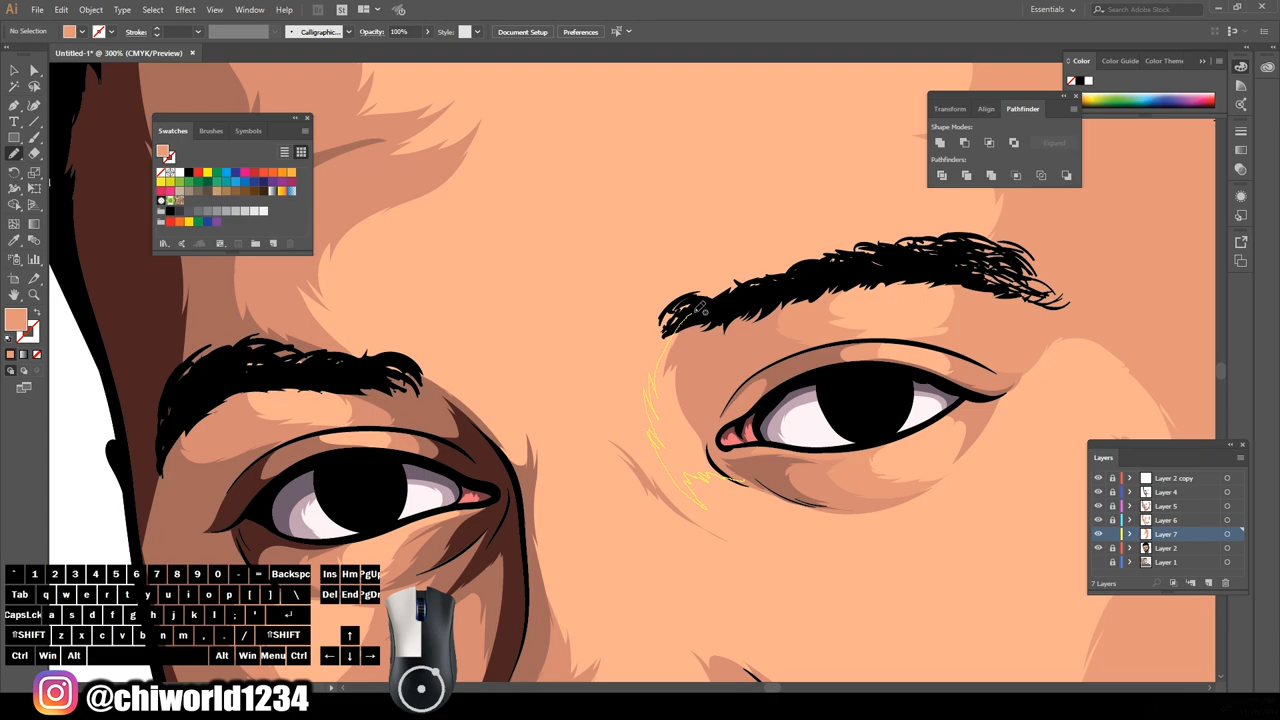 Ai File Edit Object Type Select Effect View Window Help Br St Essentials Search Adobe Stock
No Selection Stroke: Calligraphic... Opacity: 100% Style: Document Setup Preferences
Untitled-1* @ 300% (CMYK/Preview) ×
Color Color Guide Color Theme
Transform Align Pathfinder
Shape Modes:
Expand
Pathfinders:
Swatches Brushes Symbols
Layers
Layer 2 copy
Layer 4
Layer 5
Layer 6
Layer 7
Layer 2
Layer 1
7 Layers
` 1 2 3 4 5 6 7 8 9 0 - = Backspc Ins Hm PgUp
Tab q w e r t y u i o p [ ] \ Del End PgDn
CapsLck a s d f g h j k l ; ' ↵
⇧SHIFT z x c v b n m , . / ⇧SHIFT ↑
Ctrl Win Alt Alt Win Menu Ctrl ← ↓ →
@chiworld1234